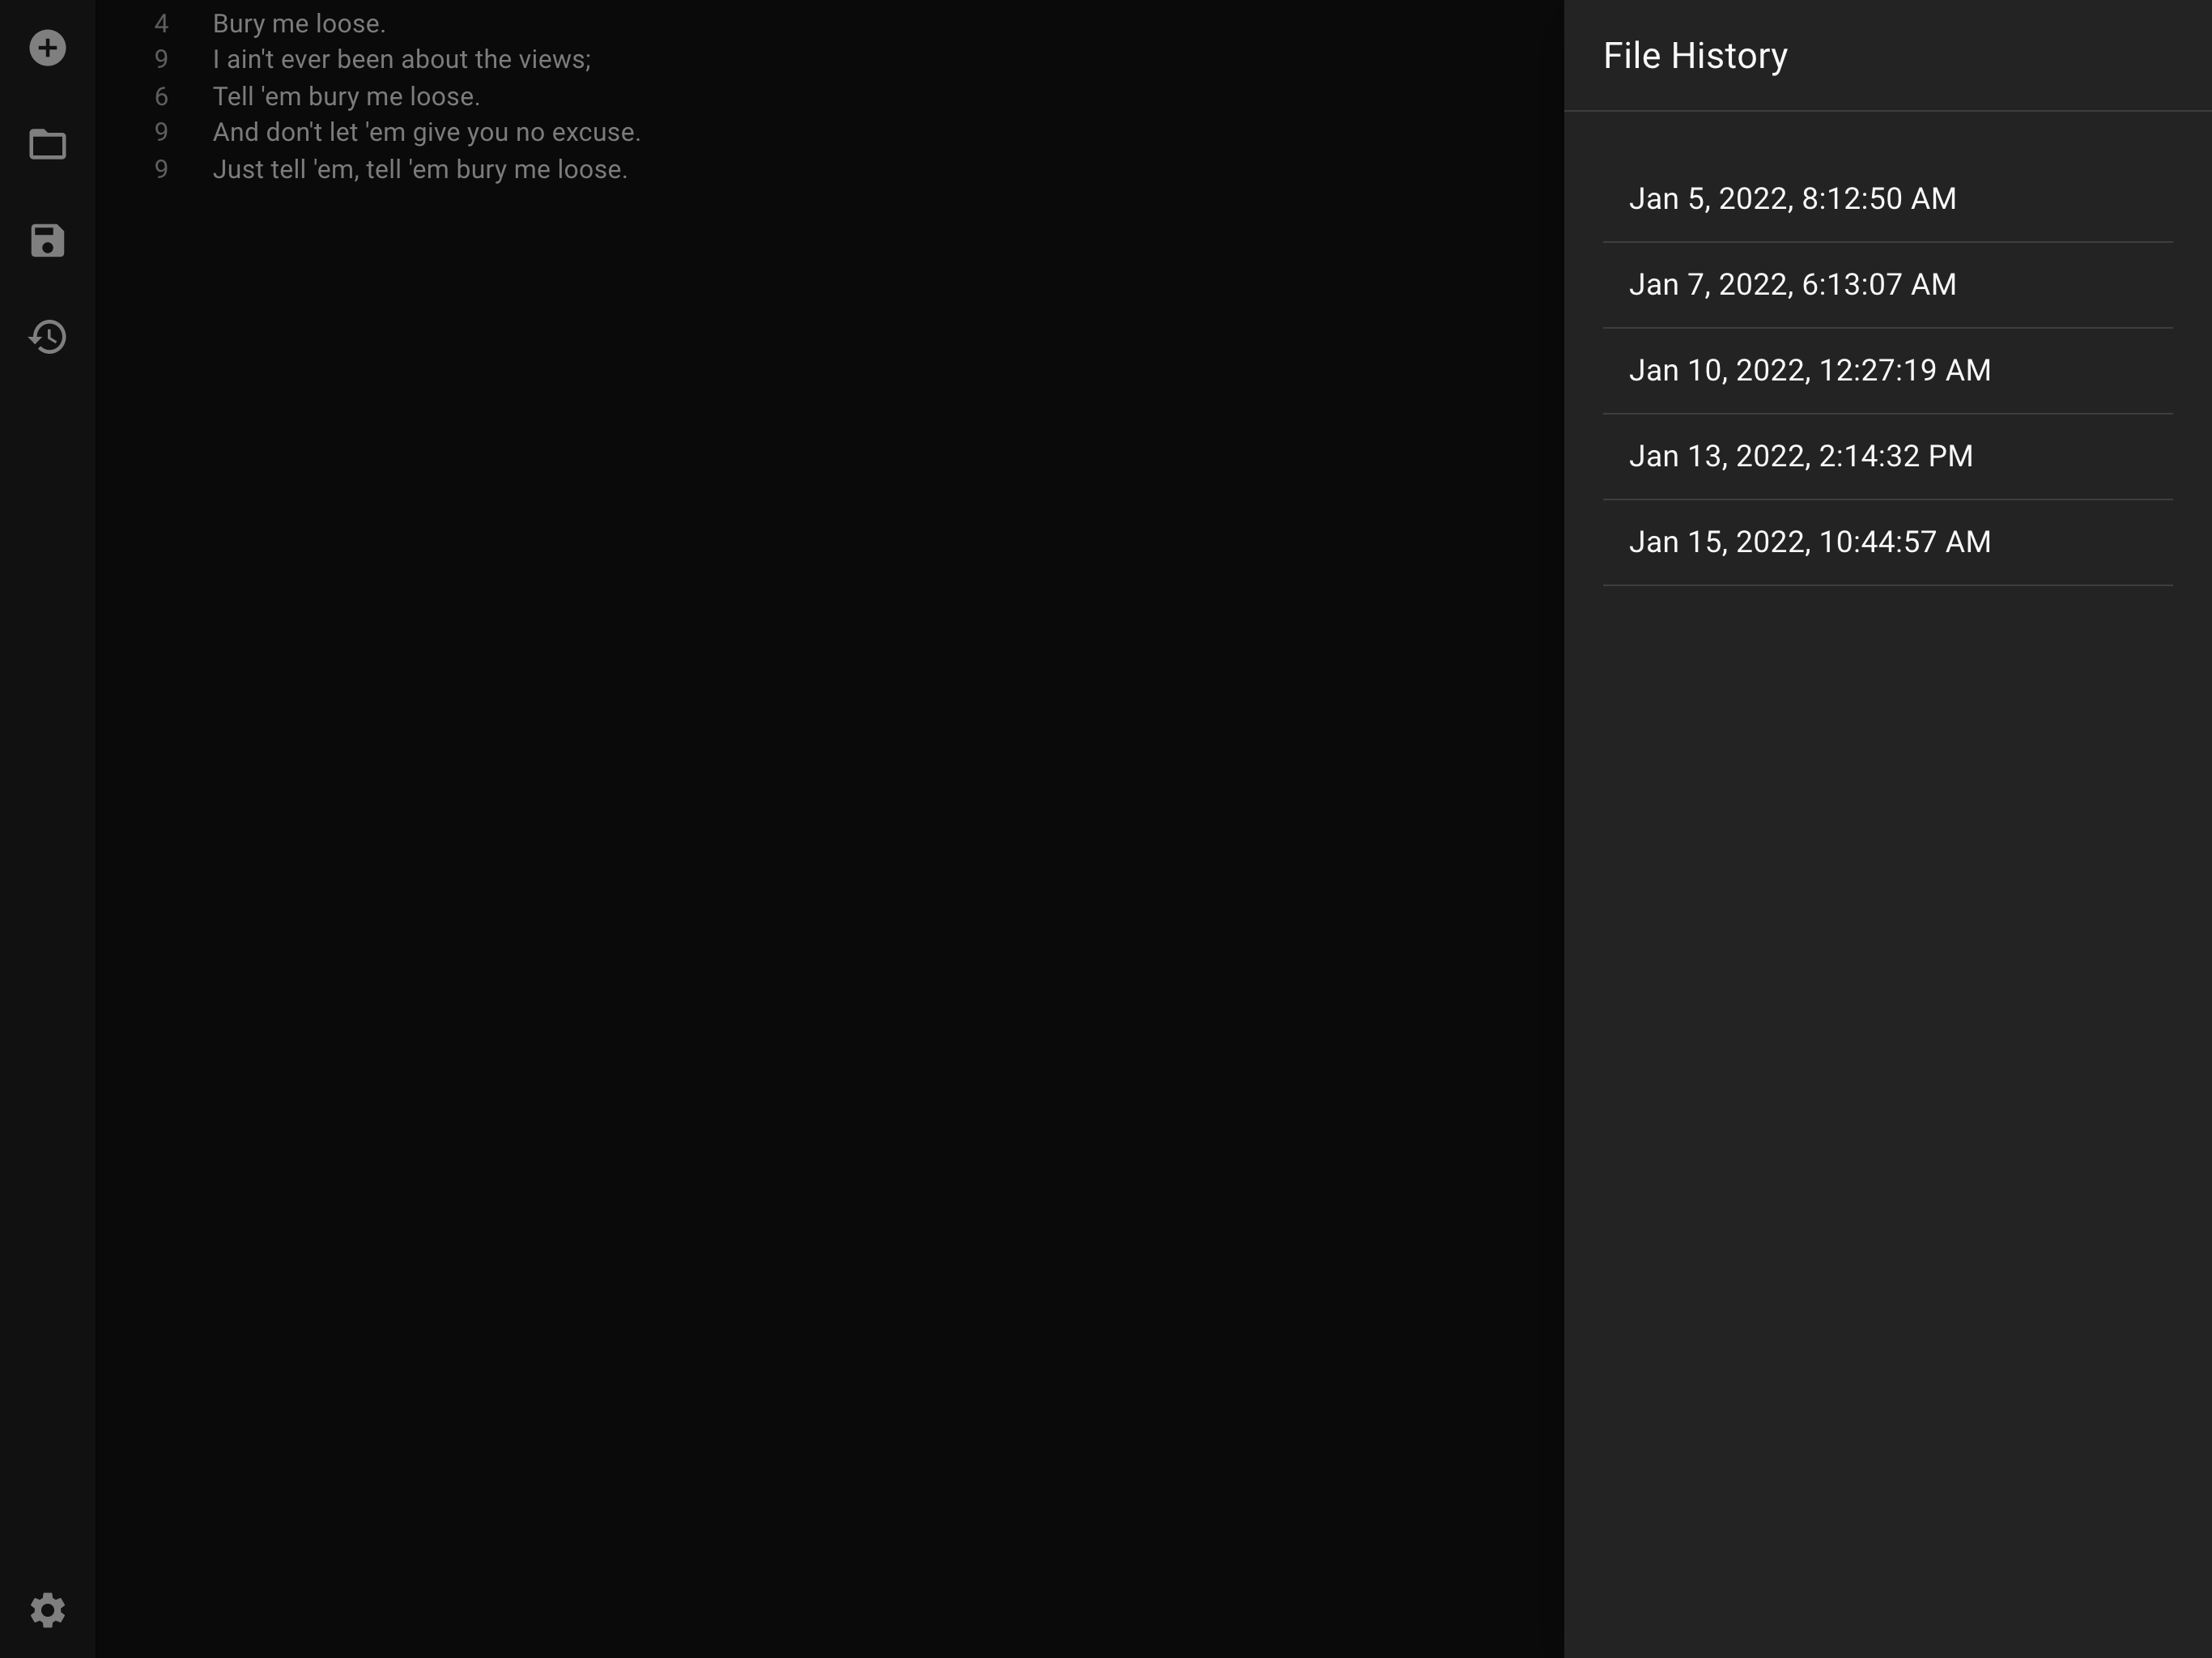 4 Bury me loose.
9 I ain't ever been about the views;
6 Tell 'em bury me loose.
9 And don't let 'em give you no excuse.
9 Just tell 'em, tell 'em bury me loose.
File History
Jan 5, 2022, 8:12:50 AM
Jan 7, 2022, 6:13:07 AM
Jan 10, 2022, 12:27:19 AM
Jan 13, 2022, 2:14:32 PM
Jan 15, 2022, 10:44:57 AM